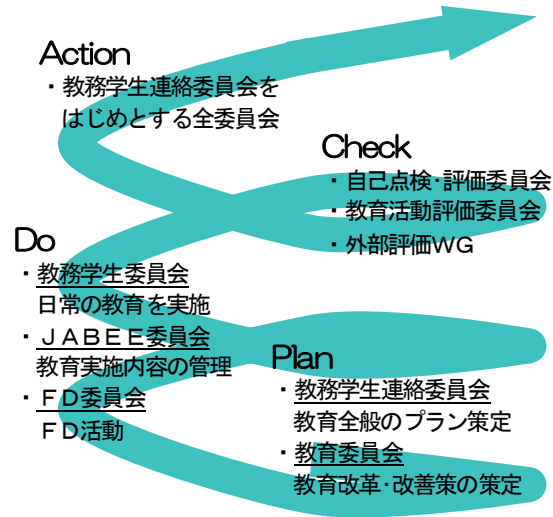 Action
・教務学生連絡委員会を
はじめとする全委員会
Check
・自己点検・評価委員会
・教育活動評価委員会
・外部評価ＷＧ
Do
・教務学生委員会
日常の教育を実施
・ＪＡＢＥＥ委員会
教育実施内容の管理
・ＦＤ委員会
ＦＤ活動
Plan
・教務学生連絡委員会
教育全般のプラン策定
・教育委員会
教育改革・改善策の策定